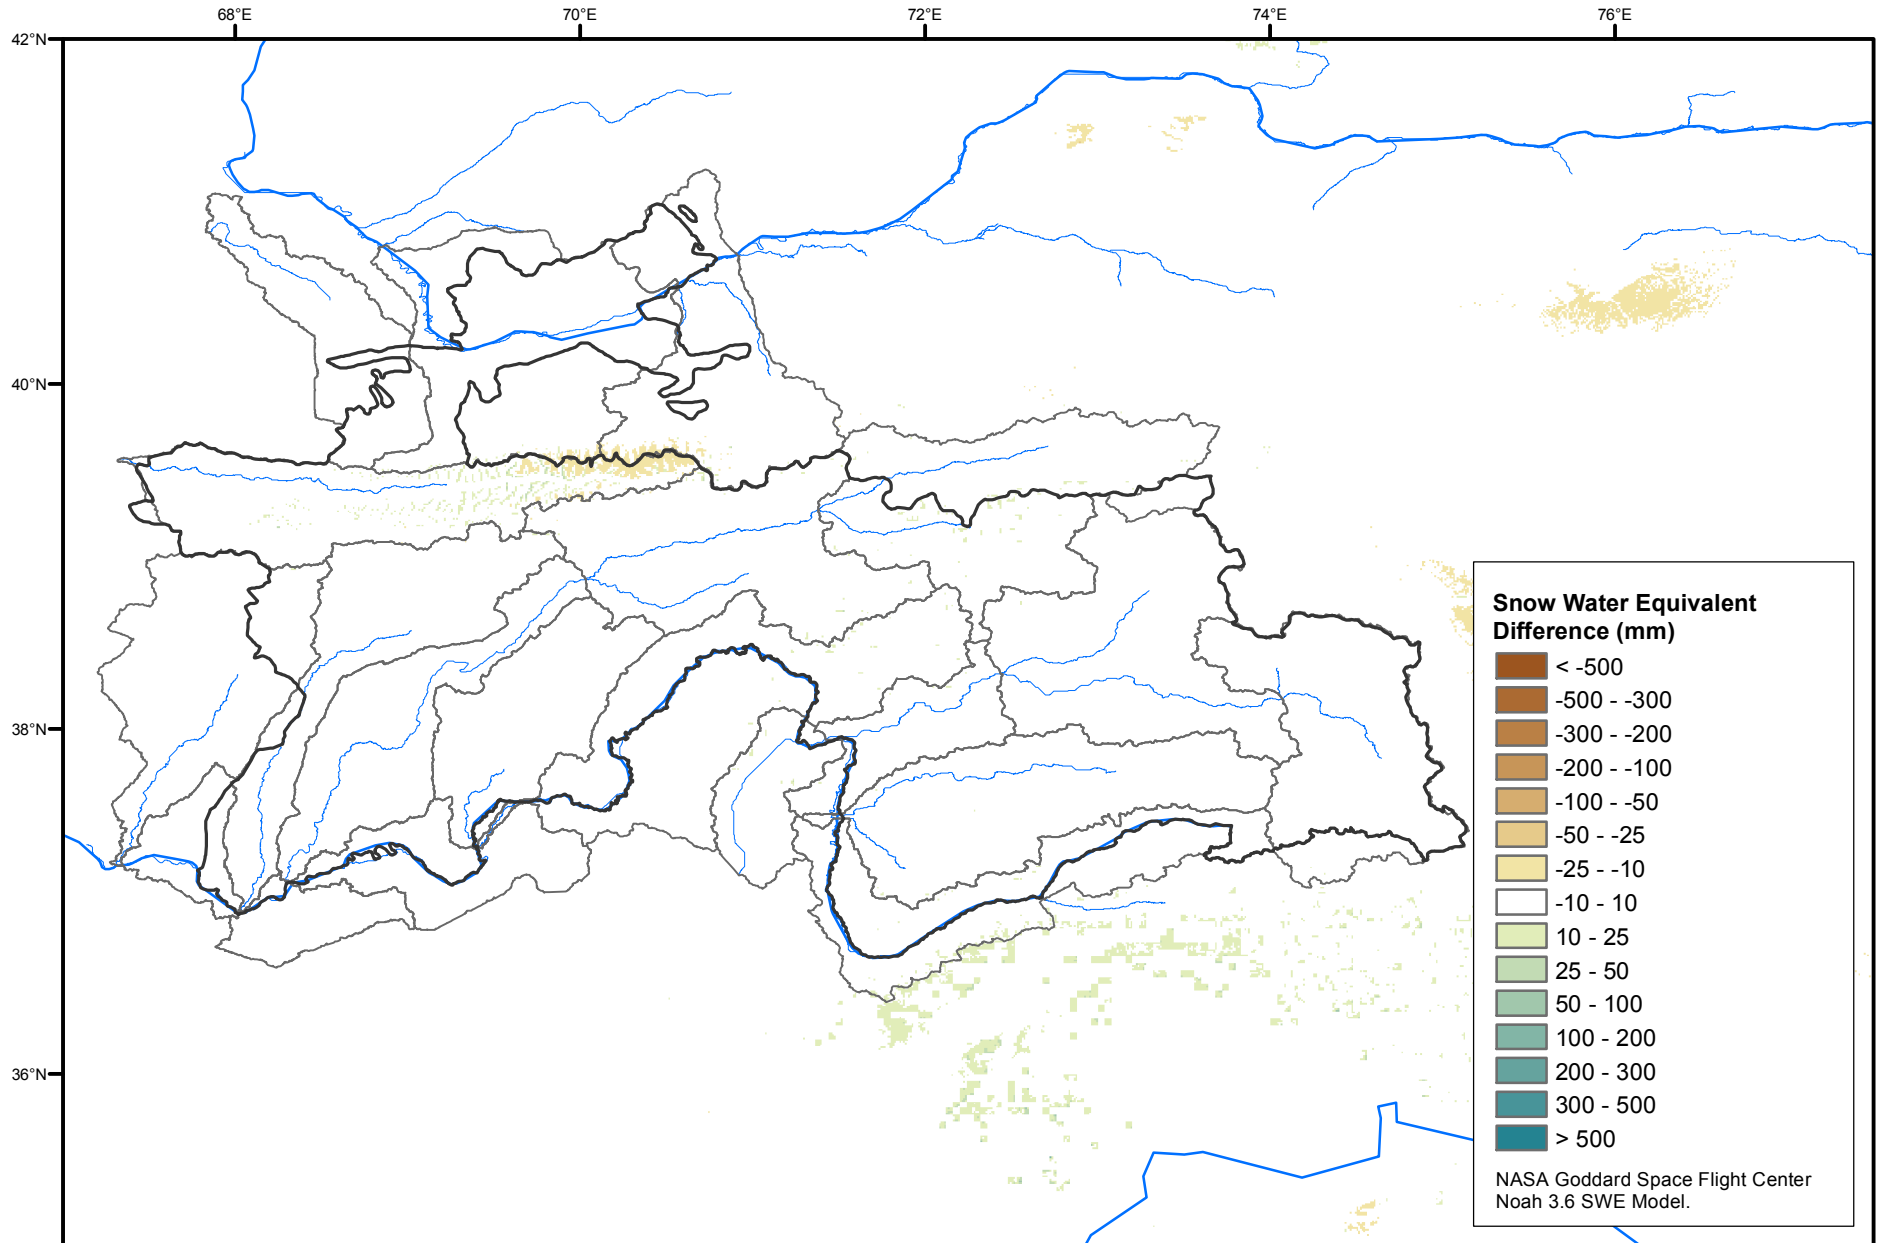 68°E
70°E
72°E
74°E
76°E
42°N
40°N
38°N
36°N
Snow Water Equivalent
Difference (mm)
< -500
-500 - -300
-300 - -200
-200 - -100
-100 - -50
-50 - -25
-25 - -10
-10 - 10
10 - 25
25 - 50
50 - 100
100 - 200
200 - 300
300 - 500
> 500
NASA Goddard Space Flight Center
Noah 3.6 SWE Model.